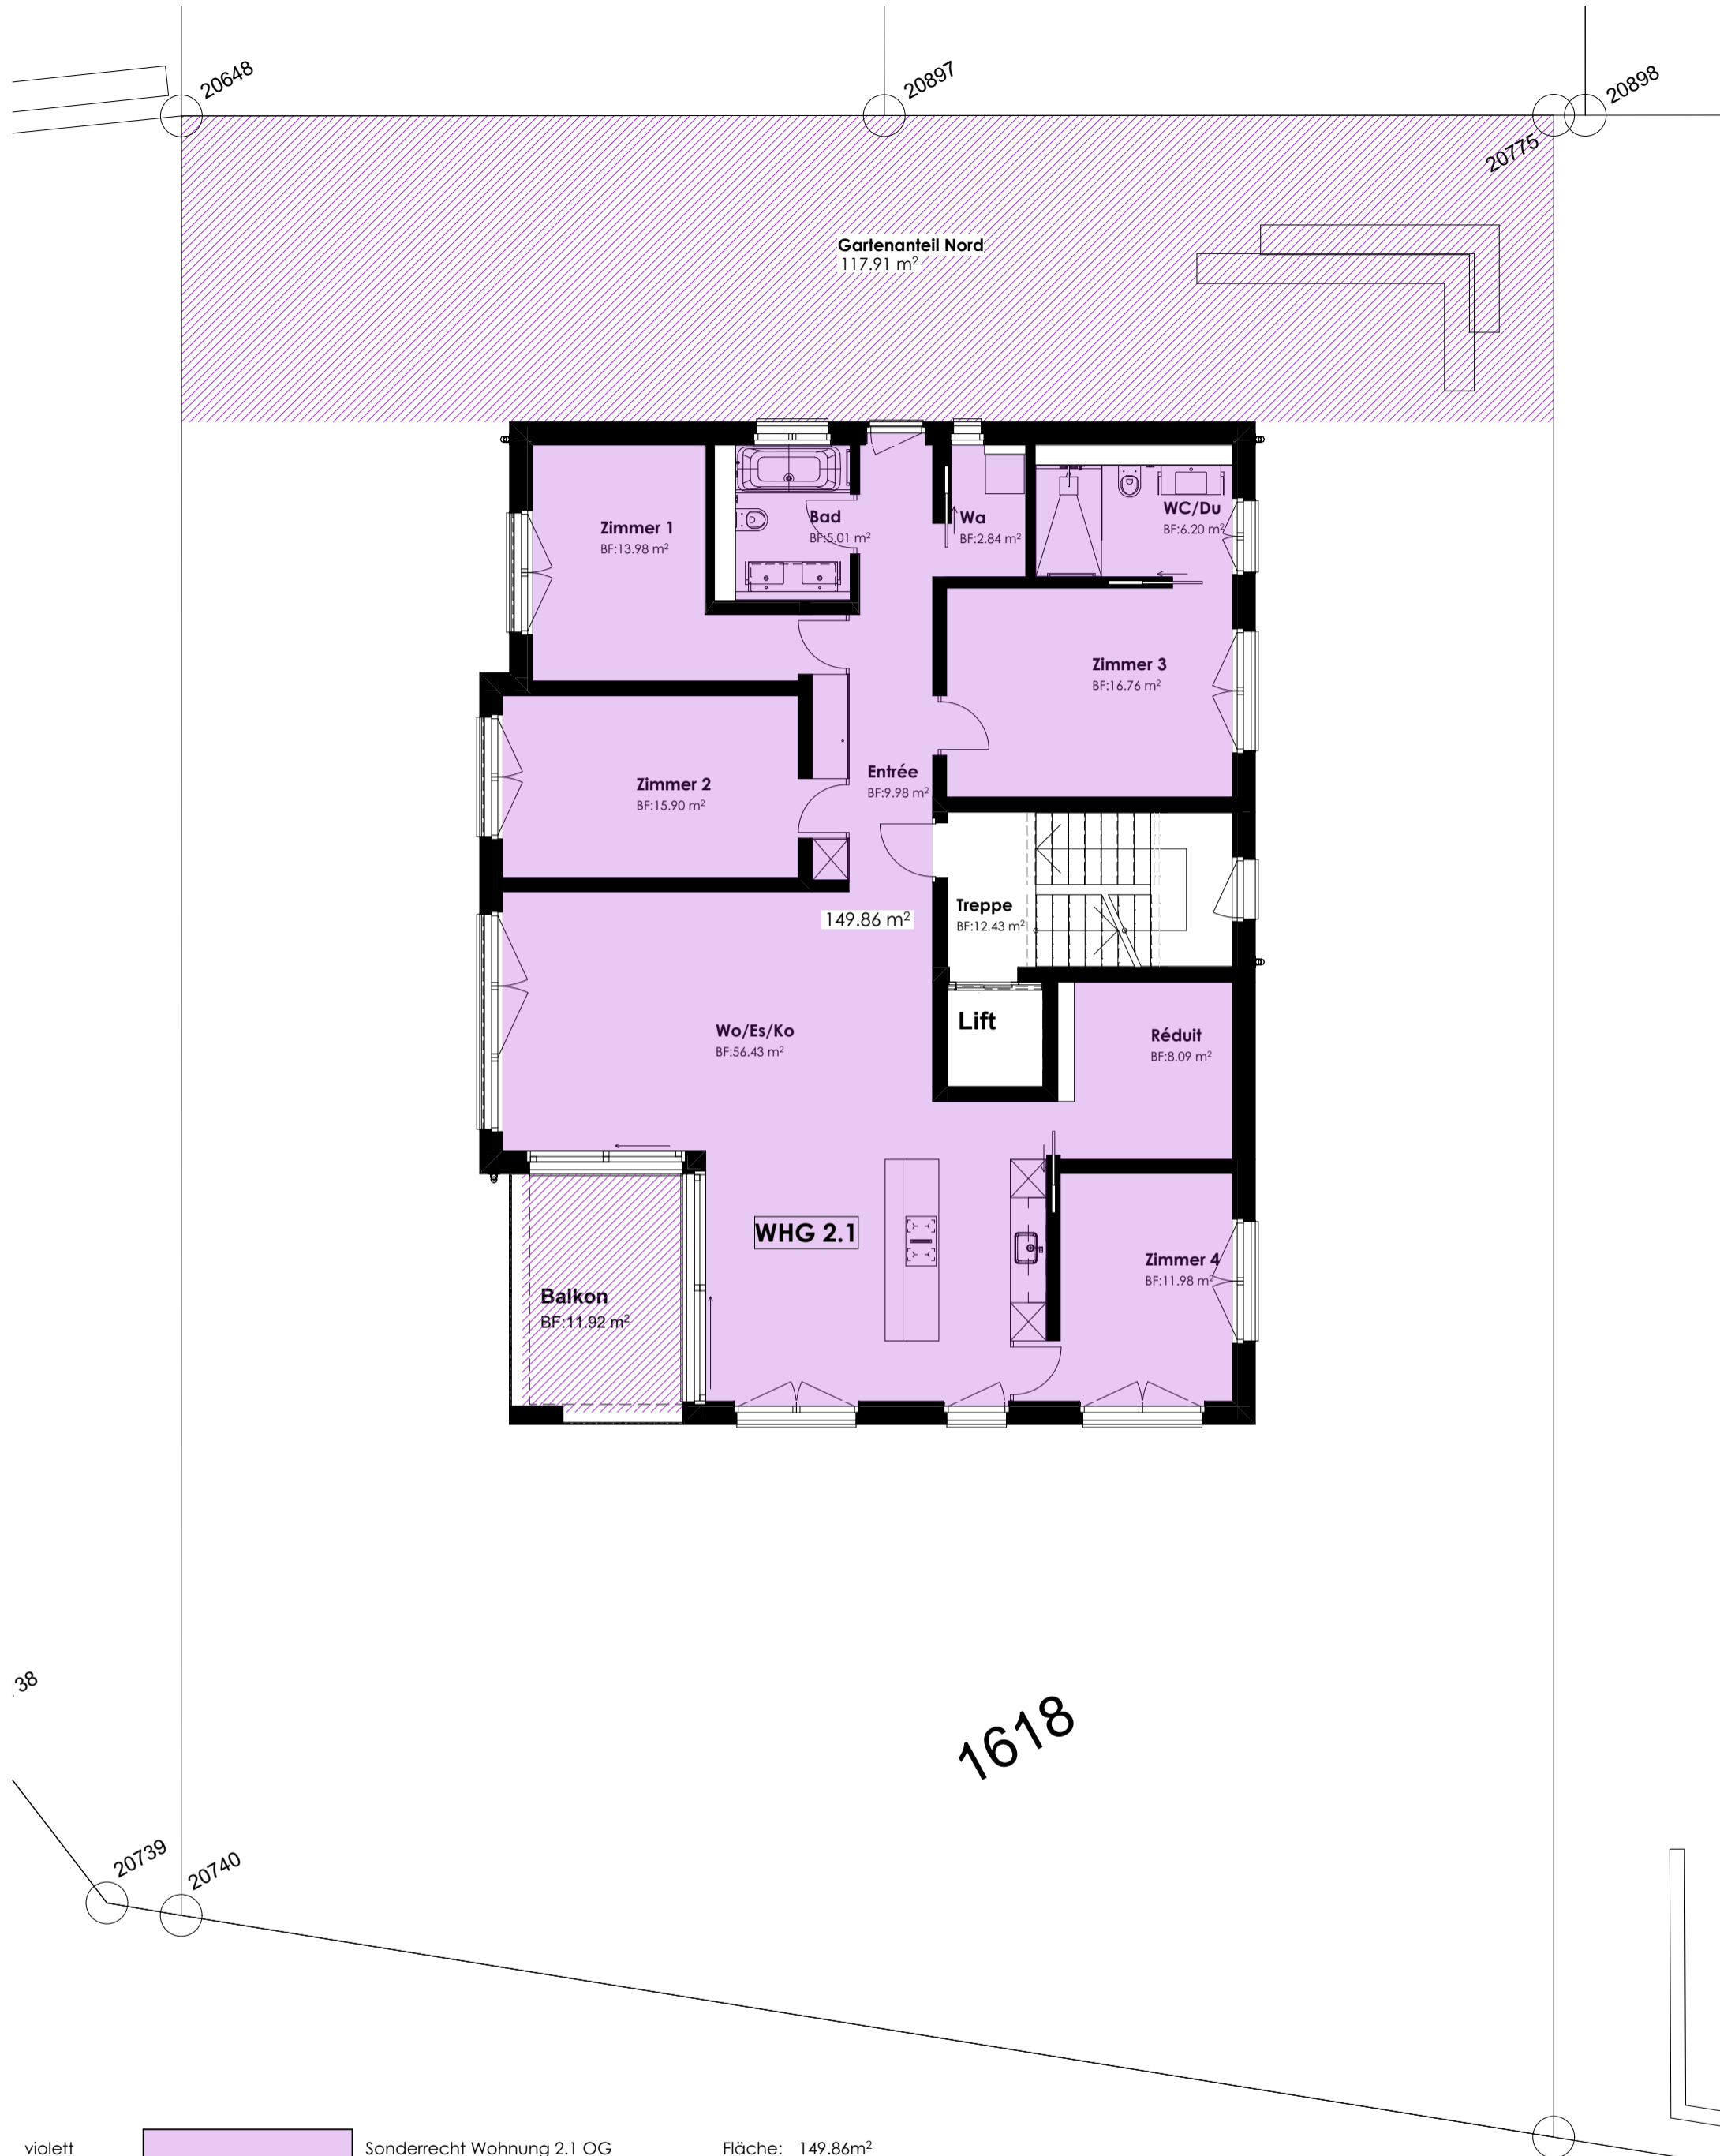 20648
20897
20898
20775
Gartenanteil Nord
117.91 m²
Zimmer 1
BF:13.98 m²
Bad
BF:5.01 m²
Wa
BF:2.84 m²
WC/Du
BF:6.20 m²
Zimmer 3
BF:16.76 m²
Zimmer 2
BF:15.90 m²
Entrée
BF:9.98 m²
149.86 m²
Treppe
BF:12.43 m²
Lift
Wo/Es/Ko
BF:56.43 m²
Réduit
BF:8.09 m²
WHG 2.1
Zimmer 4
BF:11.98 m²
Balkon
BF:11.92 m²
38
1618
20739
20740
violett Sonderrecht Wohnung 2.1 OG Fläche: 149.86m²